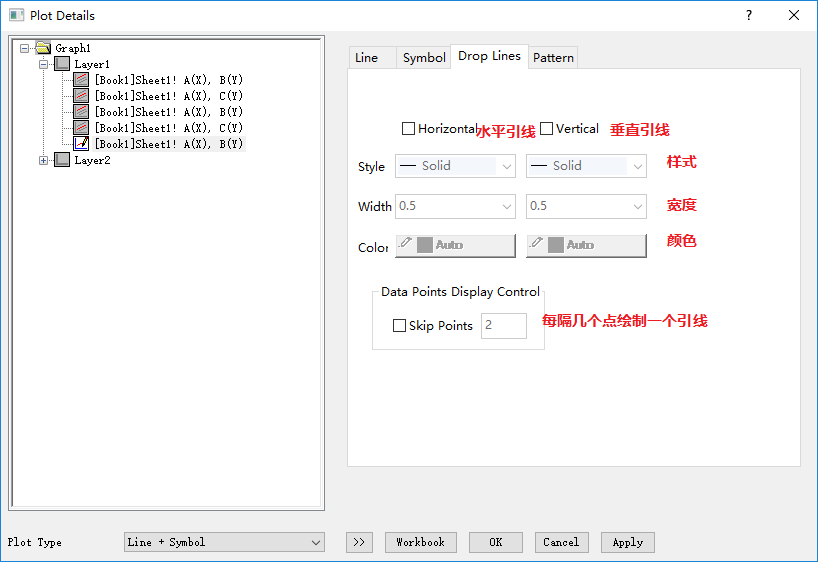 Plot Details
?
Graph1
Layer1
[Book1]Sheet1! A(X), B(Y)
[Book1]Sheet1! A(X), C(Y)
[Book1]Sheet1! A(X), B(Y)
[Book1]Sheet1! A(X), C(Y)
[Book1]Sheet1! A(X), B(Y)
Layer2
Line Symbol Drop Lines Pattern
Horizontal 水平引线 Vertical 垂直引线
Style Solid Solid 样式
Width 0.5 0.5 宽度
Color Auto Auto 颜色
Data Points Display Control
Skip Points 2 每隔几个点绘制一个引线
Plot Type Line + Symbol >> Workbook OK Cancel Apply